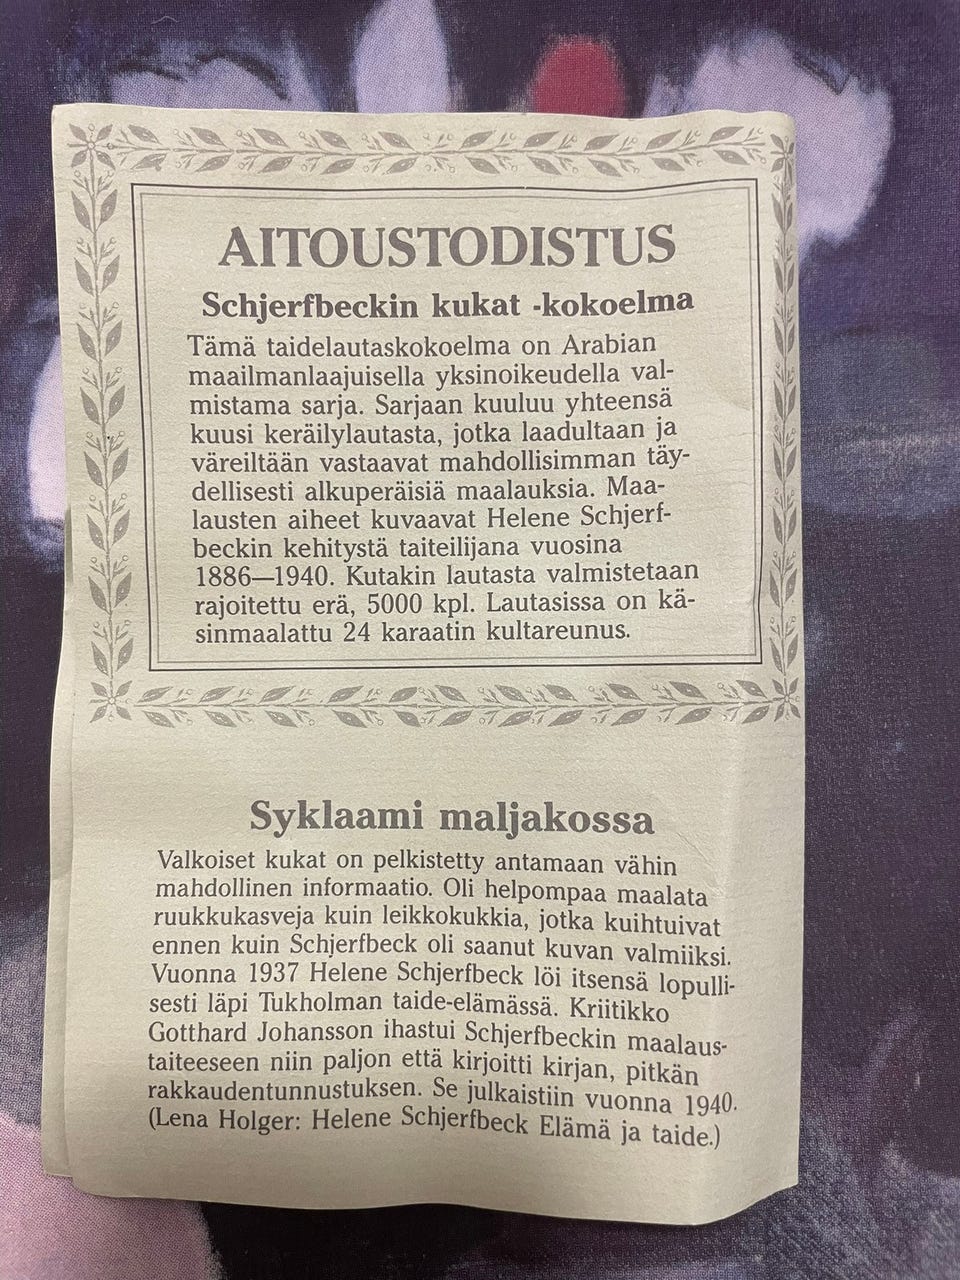 AITOUSTODISTUS
Schjerfbeckin kukat -kokoelma
Tämä taidelautaskokoelma on Arabian
maailmanlaajuisella yksinoikeudella val-
mistama sarja. Sarjaan kuuluu yhteensä
kuusi keräilylautasta, jotka laadultaan ja
väreiltään vastaavat mahdollisimman täy-
dellisesti alkuperäisiä maalauksia. Maa-
lausten aiheet kuvaavat Helene Schjerf-
beckin kehitystä taiteilijana vuosina
1886—1940. Kutakin lautasta valmistetaan
rajoitettu erä, 5000 kpl. Lautasissa on kä-
sinmaalattu 24 karaatin kultareunus.
Syklaami maljakossa
Valkoiset kukat on pelkistetty antamaan vähin
mahdollinen informaatio. Oli helpompaa maalata
ruukkukasveja kuin leikkokukkia, jotka kuihtuivat
ennen kuin Schjerfbeck oli saanut kuvan valmiiksi.
Vuonna 1937 Helene Schjerfbeck löi itsensä lopulli-
sesti läpi Tukholman taide-elämässä. Kriitikko
Gotthard Johansson ihastui Schjerfbeckin maalaus-
taiteeseen niin paljon että kirjoitti kirjan, pitkän
rakkaudentunnustuksen. Se julkaistiin vuonna 1940.
(Lena Holger: Helene Schjerfbeck Elämä ja taide.)